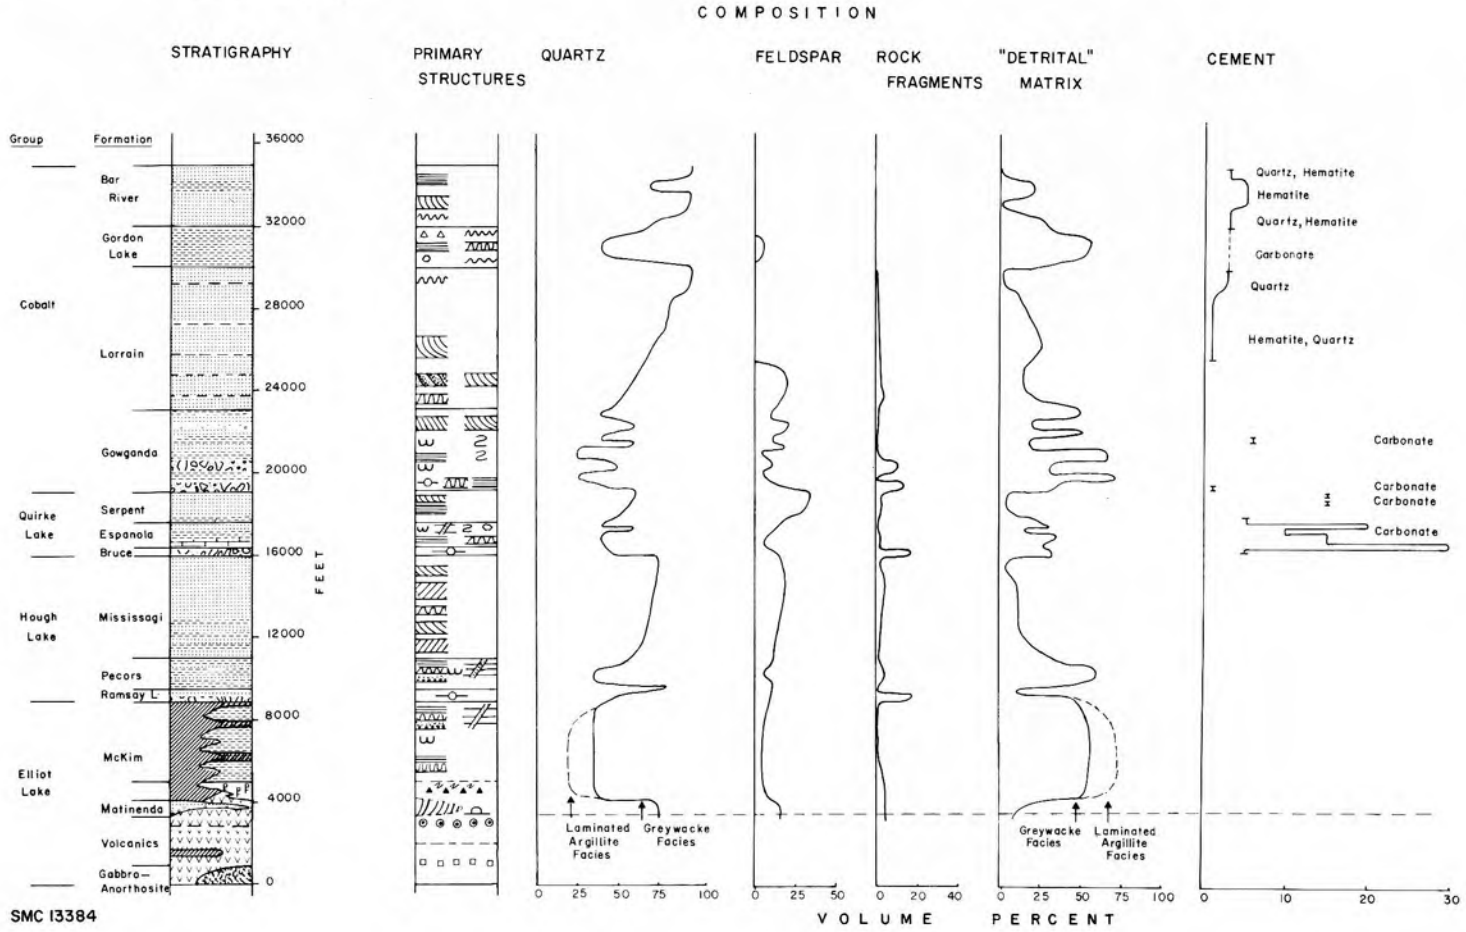 COMPOSITION
STRATIGRAPHY
PRIMARY
STRUCTURES
QUARTZ
FELDSPAR
ROCK
FRAGMENTS
"DETRITAL"
MATRIX
CEMENT
Group
Formation
Cobalt
Quirke
Lake
Hough
Lake
Elliot
Lake
Bar
River
Gordon
Lake
Lorrain
Gowganda
Serpent
Espanola
Bruce
Mississagi
Pecors
Ramsay L.
McKim
Matinenda
Volcanics
Gabbro-
Anorthosite
36000
32000
28000
24000
20000
16000
12000
8000
4000
0
FEET
Laminated
Argillite
Facies
Greywacke
Facies
Greywacke
Facies
Laminated
Argillite
Facies
Quartz, Hematite
Hematite
Quartz, Hematite
Carbonate
Quartz
Hematite, Quartz
Carbonate
Carbonate
Carbonate
Carbonate
0 25 50 75 100
0 25 50
0 20 40
0 25 50 75 100
0 10 20 30
VOLUME PERCENT
SMC 13384